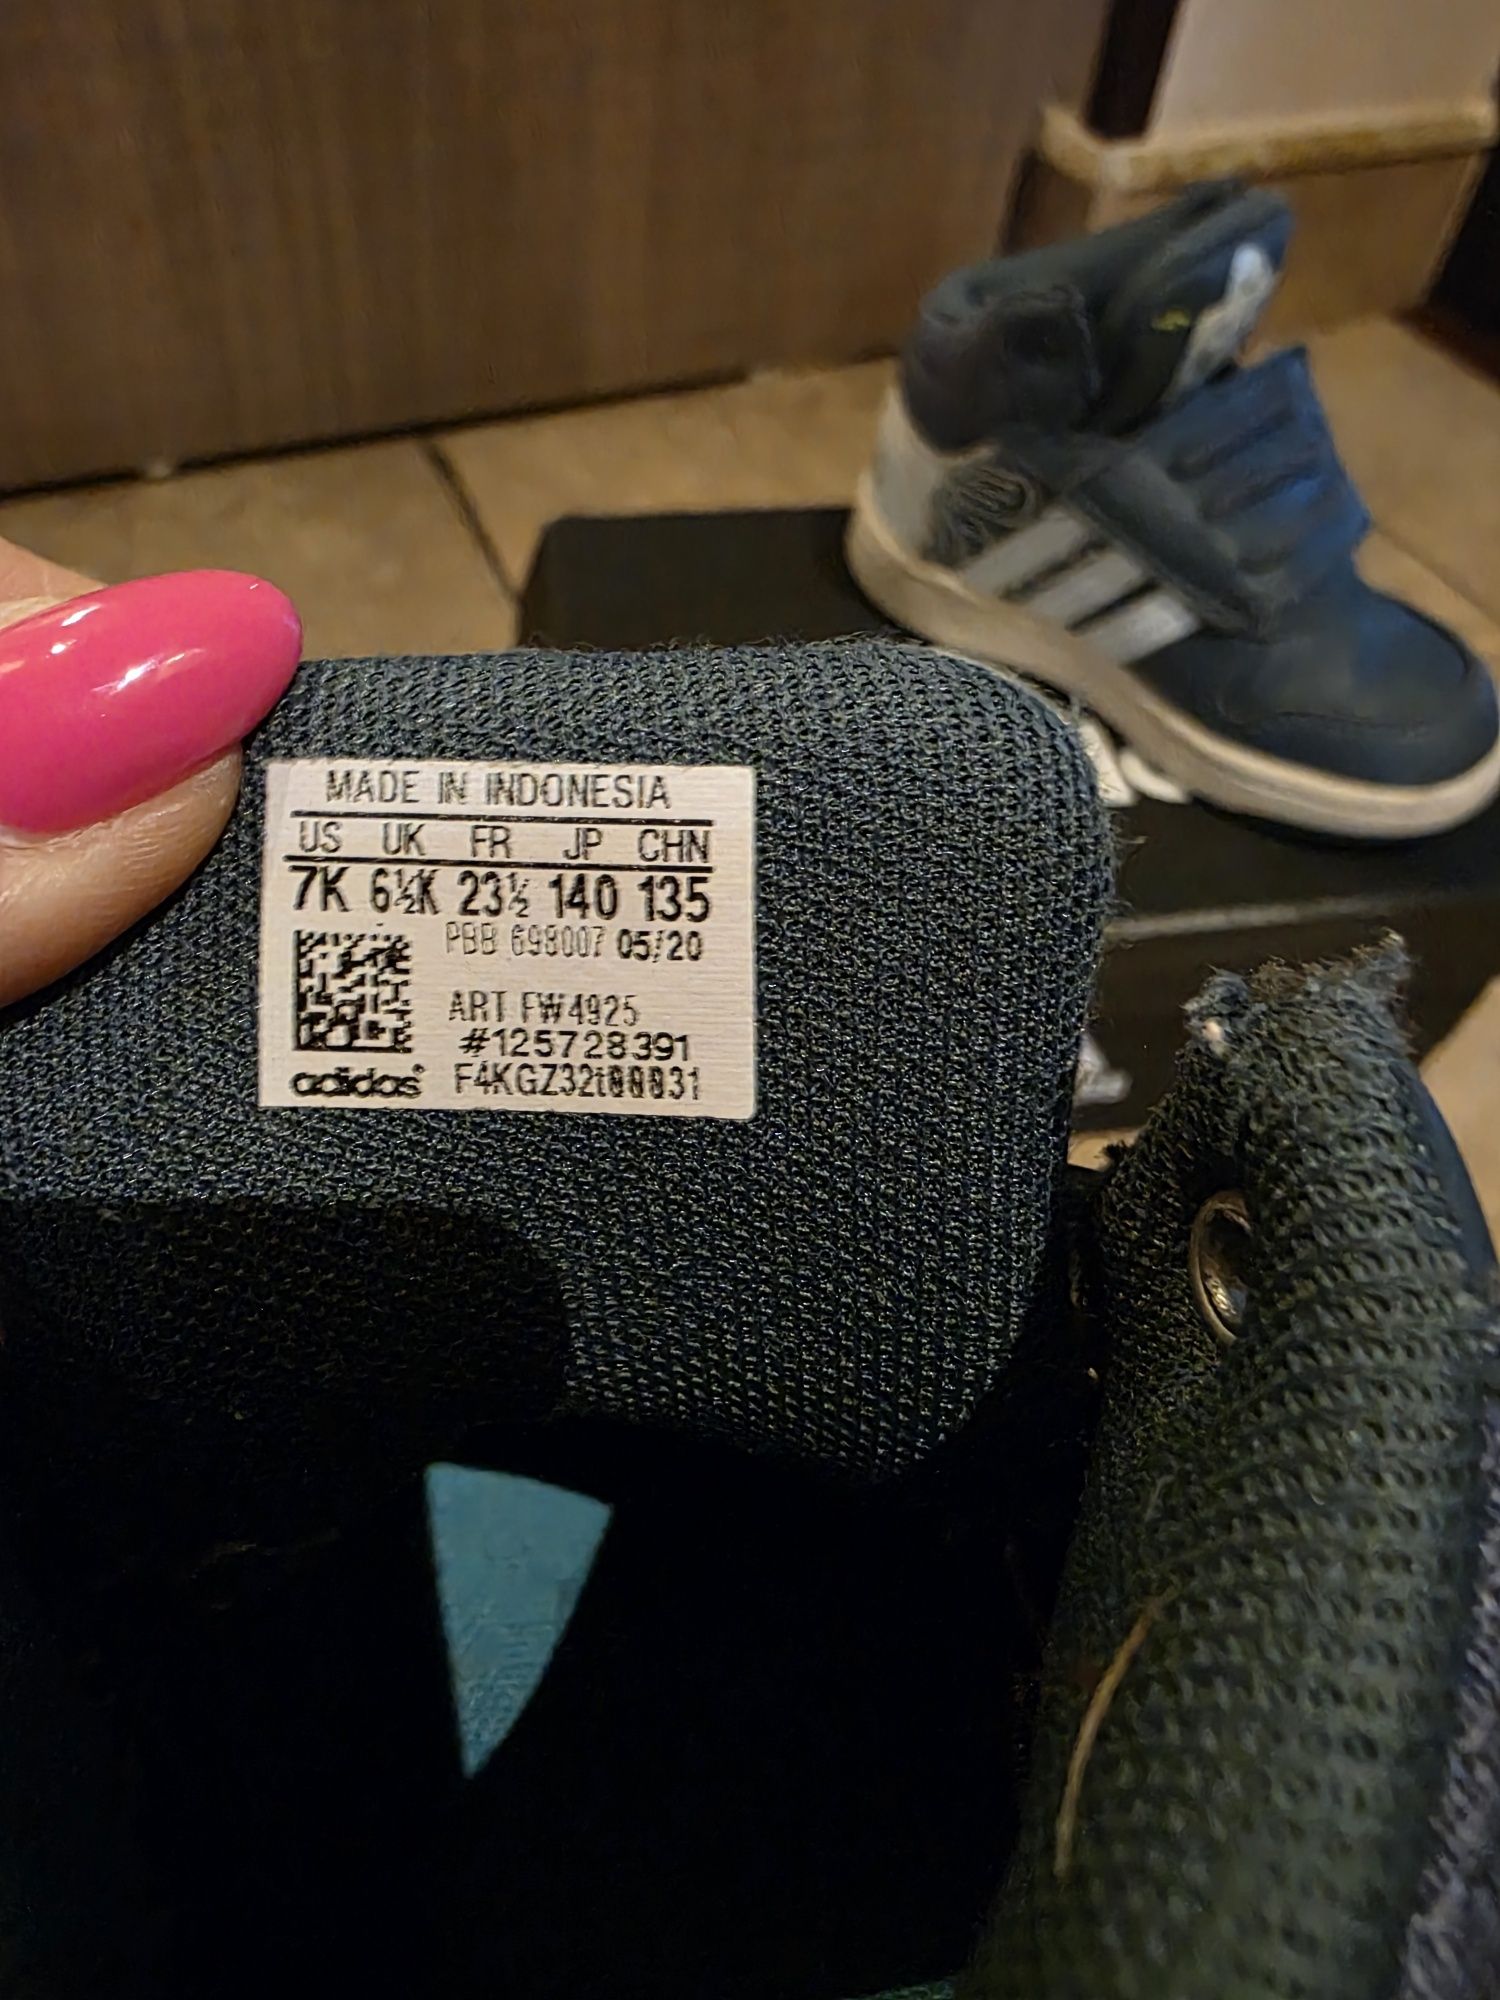 MADE IN INDONESIA
US UK FR JP CHN
7K 6½K 23½ 140 135
PBB 698007 05/20
ART FW4925
#125728391
adidas®